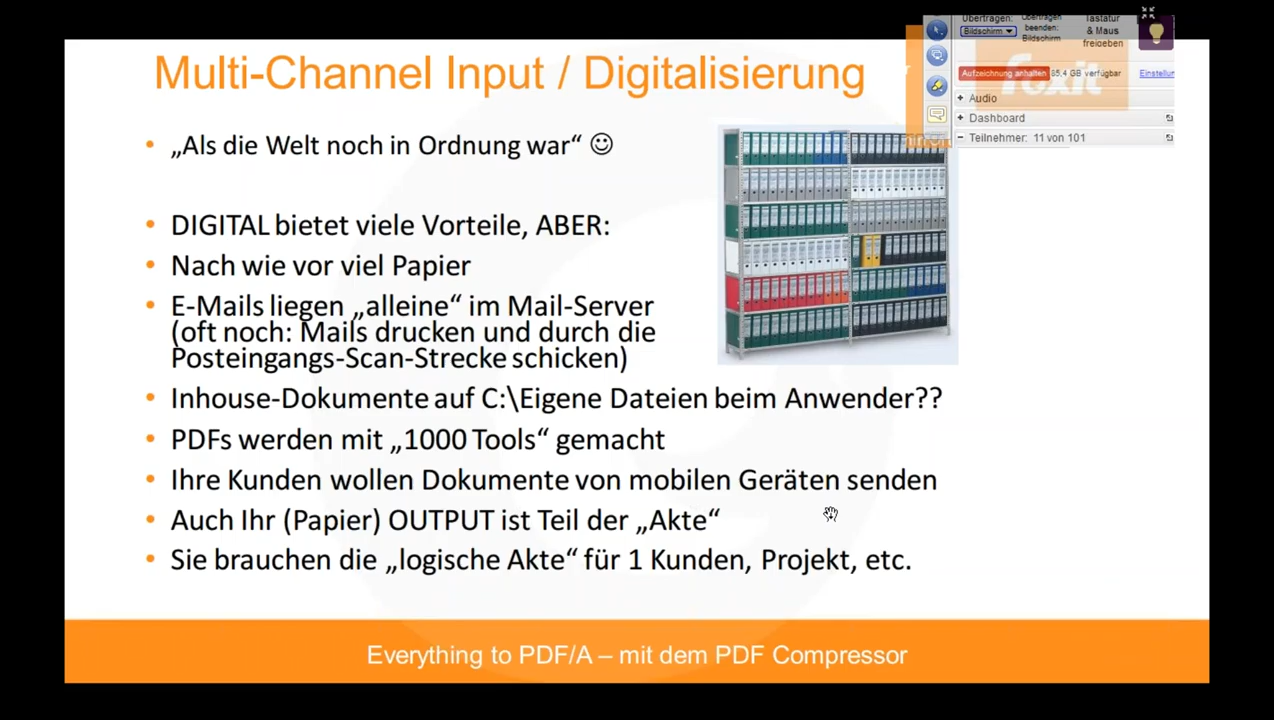 Multi-Channel Input / Digitalisierung
Übertragen:
Bildschirm
Übertragen
beenden:
Bildschirm
Tastatur
& Maus
freigeben
foxit
Aufzeichnung anhalten
85,4 GB verfügbar
Einstellun
+ Audio
+ Dashboard
− Teilnehmer: 11 von 101
• „Als die Welt noch in Ordnung war“ ☺
• DIGITAL bietet viele Vorteile, ABER:
• Nach wie vor viel Papier
• E-Mails liegen „alleine“ im Mail-Server
(oft noch: Mails drucken und durch die
Posteingangs-Scan-Strecke schicken)
• Inhouse-Dokumente auf C:\Eigene Dateien beim Anwender??
• PDFs werden mit „1000 Tools“ gemacht
• Ihre Kunden wollen Dokumente von mobilen Geräten senden
• Auch Ihr (Papier) OUTPUT ist Teil der „Akte“
• Sie brauchen die „logische Akte“ für 1 Kunden, Projekt, etc.
Everything to PDF/A – mit dem PDF Compressor